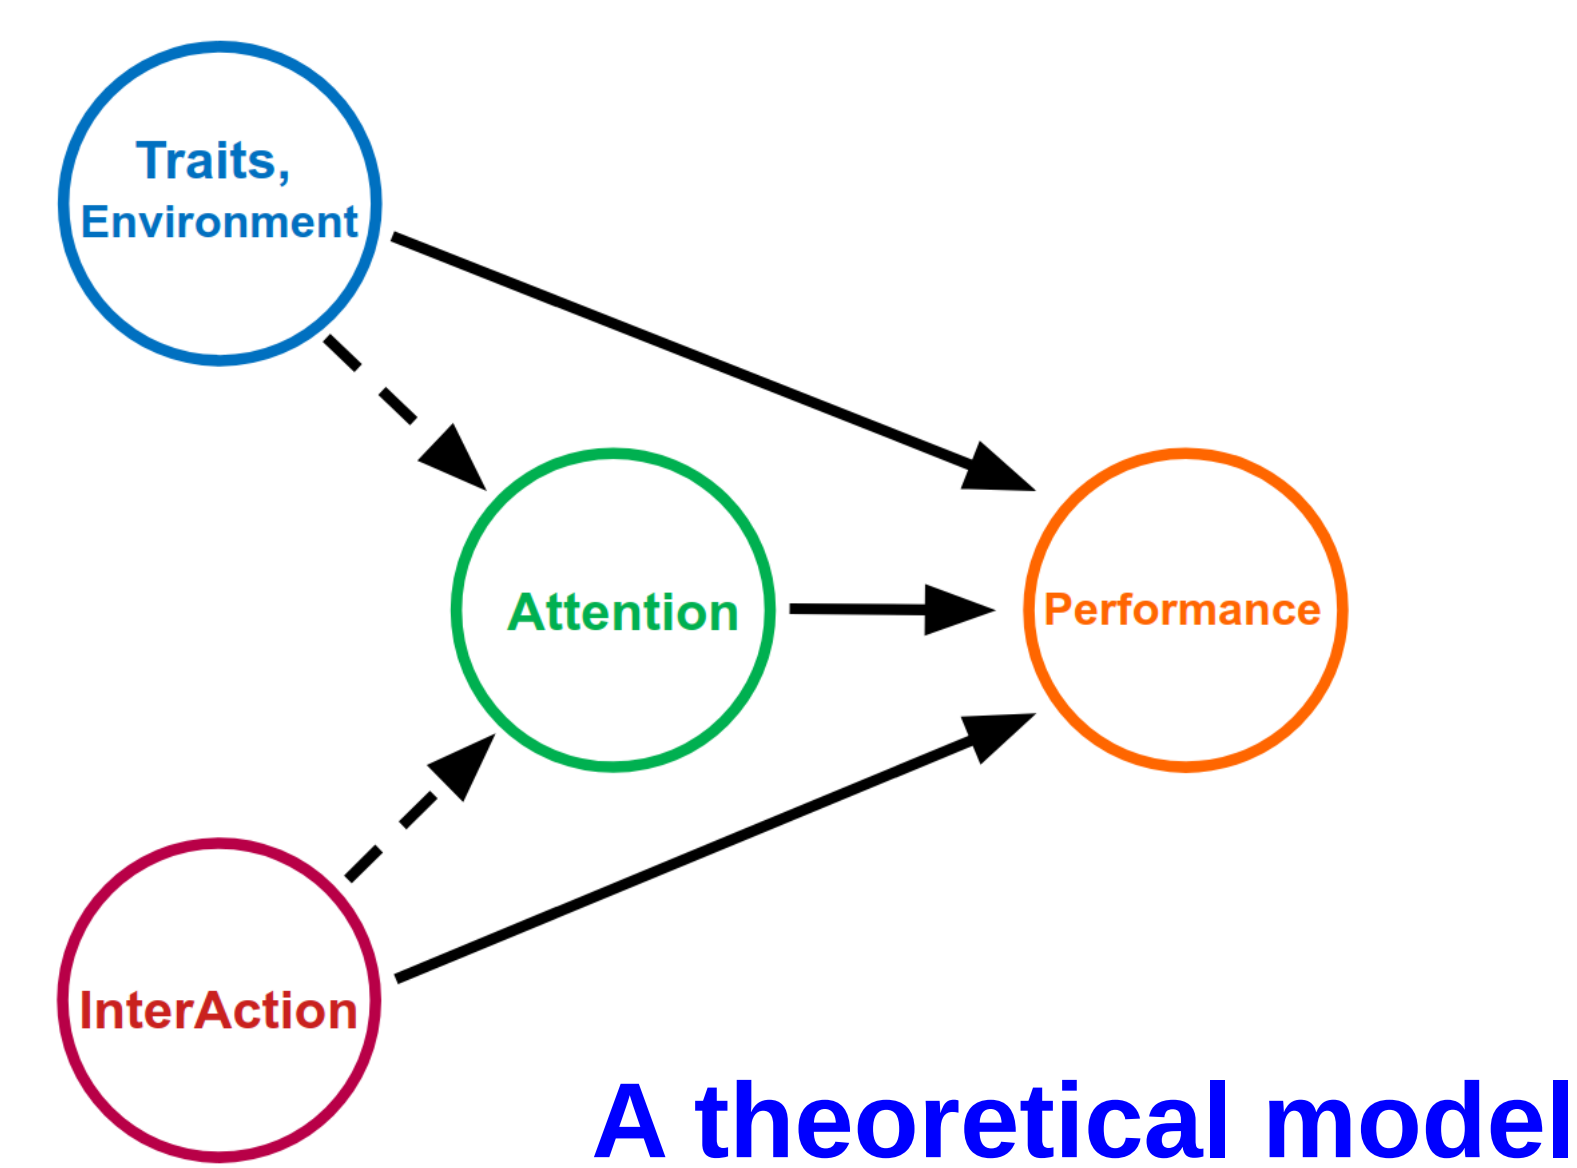 Traits,
Environment
Attention
Performance
InterAction
A theoretical model